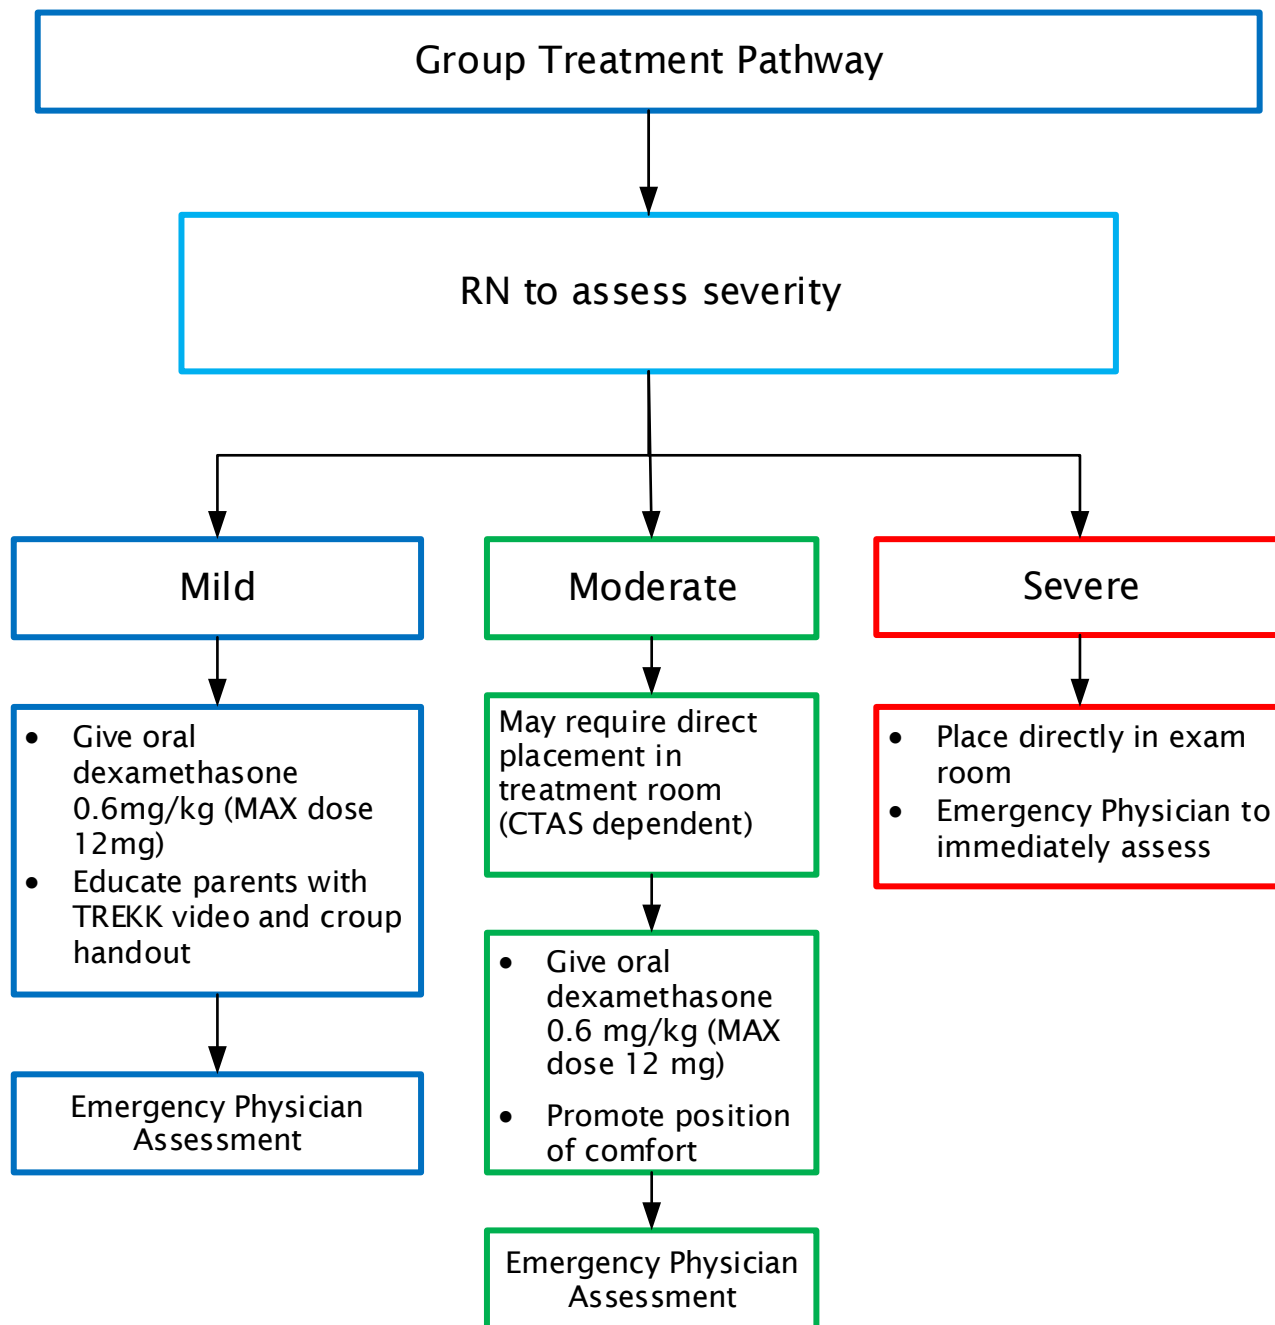 Group Treatment Pathway
RN to assess severity
Mild
Moderate
Severe
• Give oral
dexamethasone
0.6mg/kg (MAX dose
12mg)
• Educate parents with
TREKK video and croup
handout
Emergency Physician
Assessment
May require direct
placement in
treatment room
(CTAS dependent)
• Give oral
dexamethasone
0.6 mg/kg (MAX
dose 12 mg)
• Promote position
of comfort
Emergency Physician
Assessment
• Place directly in exam
room
• Emergency Physician to
immediately assess